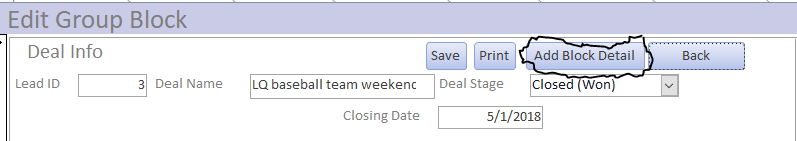 Edit Group Block
Deal Info Save Print Add Block Detail Back
Lead ID 3 Deal Name LQ baseball team weekend Deal Stage Closed (Won)
Closing Date 5/1/2018